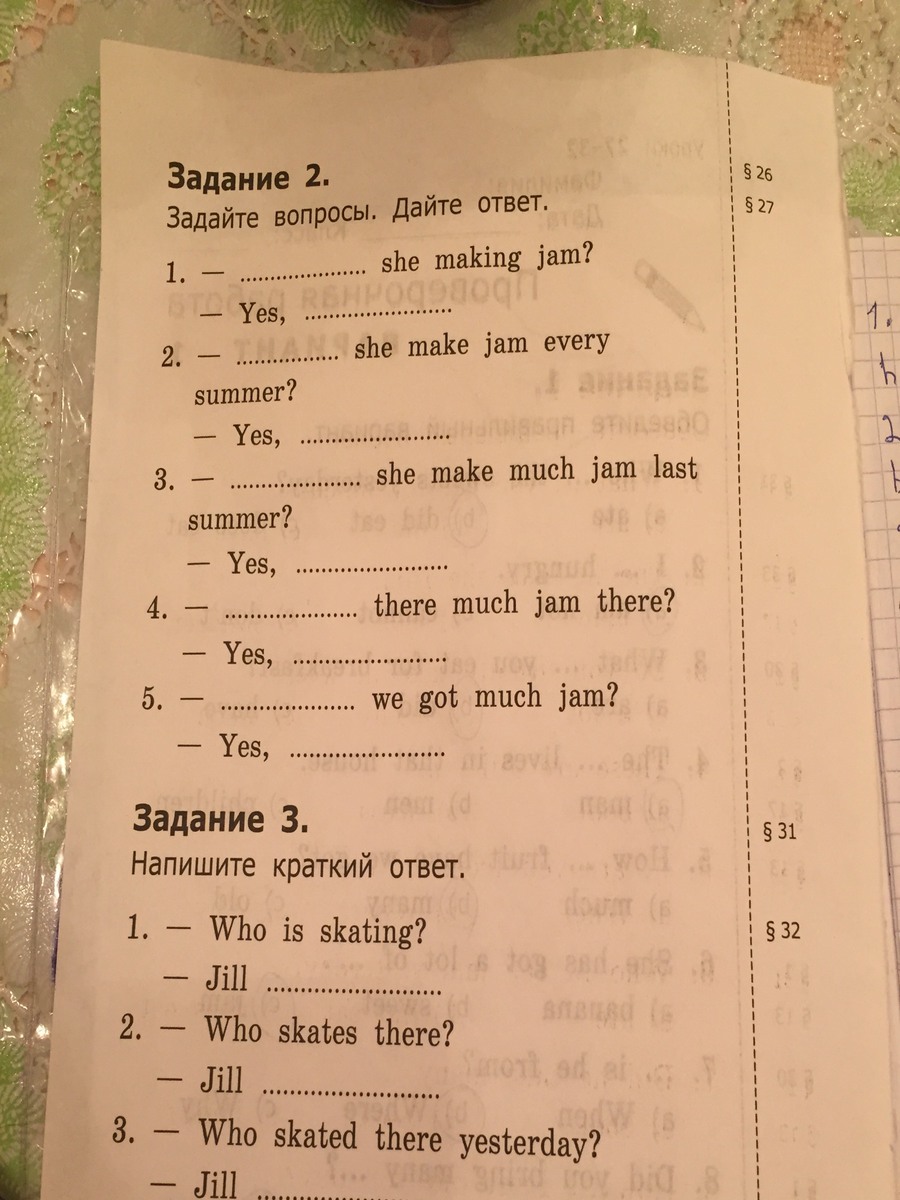 Задание 2.
§ 26
Задайте вопросы. Дайте ответ.
§ 27
1. — .................... she making jam?
— Yes, .......................
2. — ................ she make jam every
summer?
— Yes, .......................
3. — .................... she make much jam last
summer?
— Yes, .......................
4. — .................... there much jam there?
— Yes, .......................
5. — .................... we got much jam?
— Yes, .......................
Задание 3.
§ 31
Напишите краткий ответ.
1. — Who is skating?
§ 32
— Jill ..........................
2. — Who skates there?
— Jill ..........................
3. — Who skated there yesterday?
— Jill ....................
1.
h
2